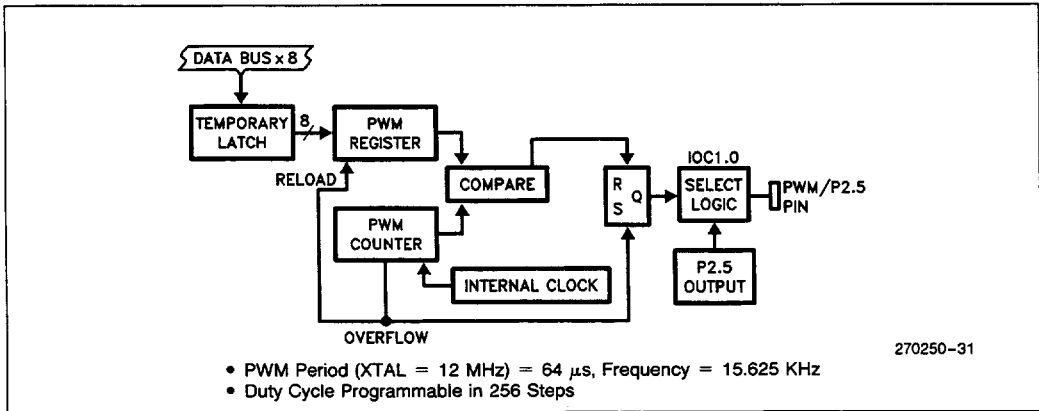 DATA BUS x 8
TEMPORARY
LATCH
8
PWM
REGISTER
RELOAD
COMPARE
PWM
COUNTER
INTERNAL CLOCK
OVERFLOW
R
S
Q
IOC1.0
SELECT
LOGIC
PWM/P2.5
PIN
P2.5
OUTPUT
270250-31
• PWM Period (XTAL = 12 MHz) = 64 μs, Frequency = 15.625 KHz
• Duty Cycle Programmable in 256 Steps